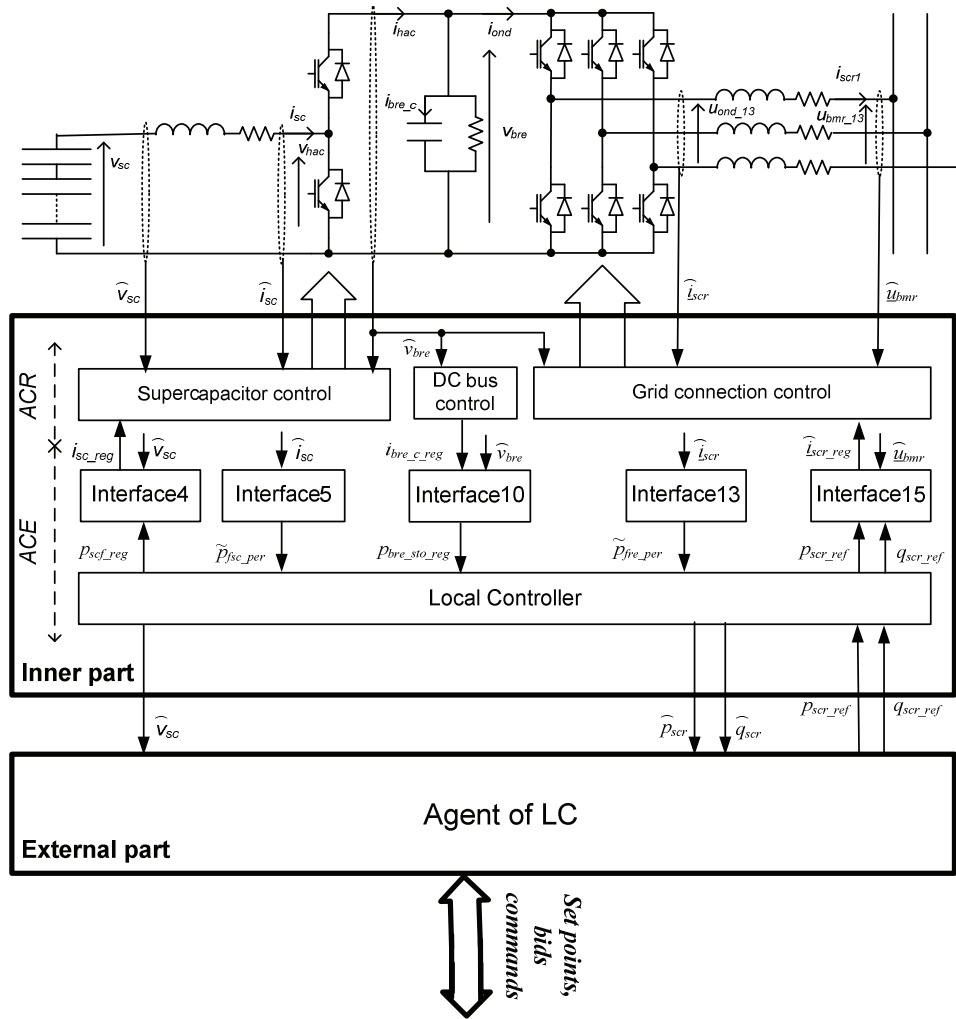 i_hac
i_ond
i_scr1
i_bre_c
v_bre
u_ond_13
u_bmr_13
i_sc
v_sc
v_hac
v̂_sc
î_sc
î_scr
û_bmr
v̂_bre
ACR
Supercapacitor control
DC bus
control
Grid connection control
i_sc_reg
v̂_sc
î_sc
i_bre_c_reg
v̂_bre
î_scr
î_scr_reg
û_bmr
ACE
Interface4
Interface5
Interface10
Interface13
Interface15
p_scf_reg
p̃_fsc_per
p_bre_sto_reg
p̃_fre_per
p_scr_ref
q_scr_ref
Local Controller
Inner part
v̂_sc
p̂_scr
q̂_scr
p_scr_ref
q_scr_ref
Agent of LC
External part
Set points,
bids
commands